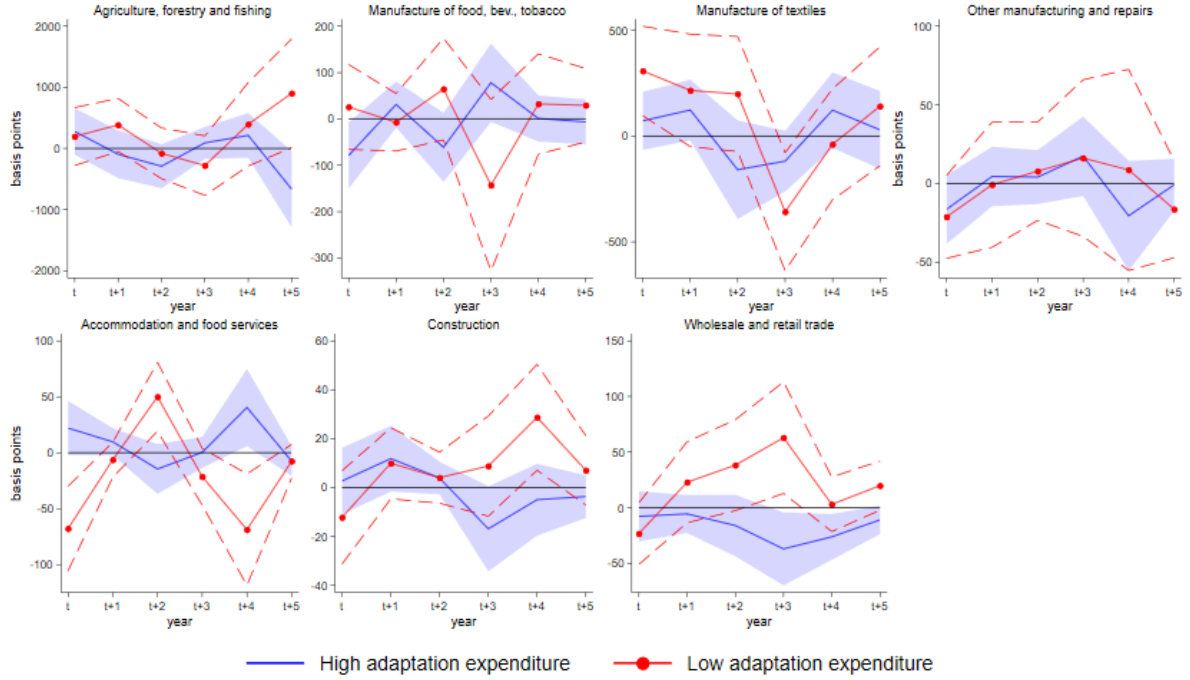 Agriculture, forestry and fishing
Manufacture of food, bev., tobacco
Manufacture of textiles
Other manufacturing and repairs
basis points
2000
1000
0
-1000
-2000
t t+1 t+2 t+3 t+4 t+5
year
200
100
0
-100
-200
-300
t t+1 t+2 t+3 t+4 t+5
year
500
0
-500
t t+1 t+2 t+3 t+4 t+5
year
basis points
100
50
0
-50
t t+1 t+2 t+3 t+4 t+5
year
Accommodation and food services
Construction
Wholesale and retail trade
basis points
100
50
0
-50
-100
t t+1 t+2 t+3 t+4 t+5
year
60
40
20
0
-20
-40
t t+1 t+2 t+3 t+4 t+5
year
150
100
50
0
-50
t t+1 t+2 t+3 t+4 t+5
year
High adaptation expenditure
Low adaptation expenditure